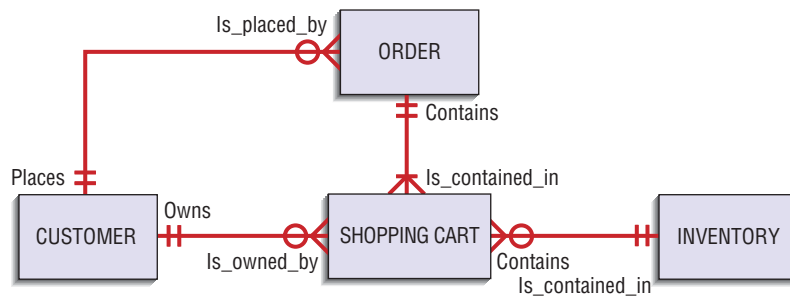 Is_placed_by
ORDER
Contains
Places
Is_contained_in
Owns
CUSTOMER
SHOPPING CART
INVENTORY
Is_owned_by
Contains
Is_contained_in